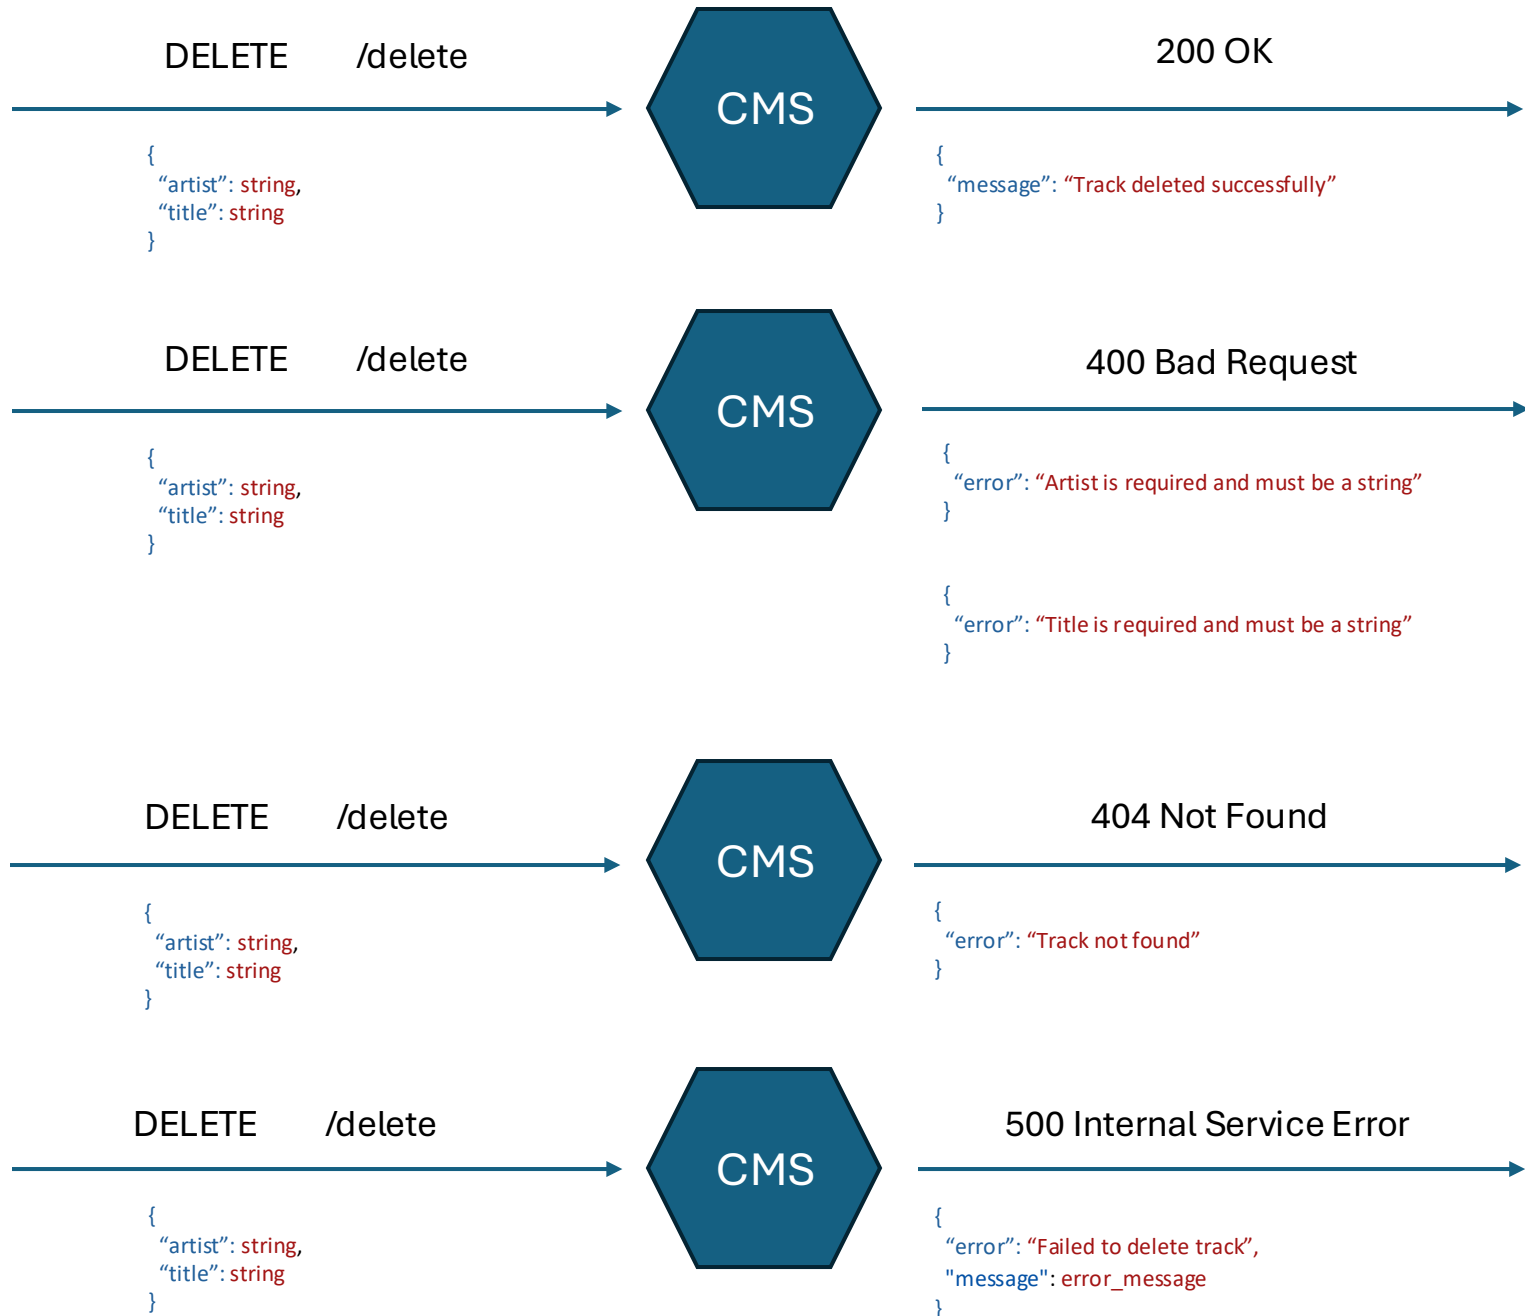 DELETE /delete
CMS
200 OK
{
“artist”: string,
“title”: string
}
{
“message”: “Track deleted successfully”
}
DELETE /delete
CMS
400 Bad Request
{
“artist”: string,
“title”: string
}
{
“error”: “Artist is required and must be a string”
}
{
“error”: “Title is required and must be a string”
}
DELETE /delete
CMS
404 Not Found
{
“artist”: string,
“title”: string
}
{
“error”: “Track not found”
}
DELETE /delete
CMS
500 Internal Service Error
{
“artist”: string,
“title”: string
}
{
“error”: “Failed to delete track”,
"message": error_message
}